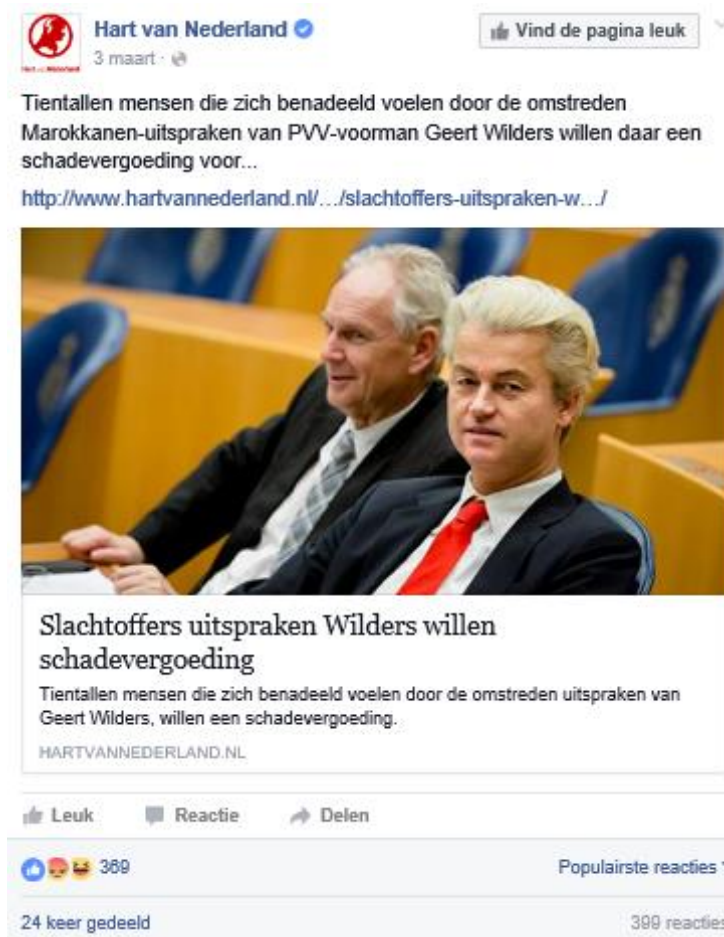 Hart van Nederland
Vind de pagina leuk
3 maart ·
Hart van Nederland
Tientallen mensen die zich benadeeld voelen door de omstreden
Marokkanen-uitspraken van PVV-voorman Geert Wilders willen daar een
schadevergoeding voor...
http://www.hartvannederland.nl/.../slachtoffers-uitspraken-w.../
Slachtoffers uitspraken Wilders willen
schadevergoeding
Tientallen mensen die zich benadeeld voelen door de omstreden uitspraken van
Geert Wilders, willen een schadevergoeding.
HARTVANNEDERLAND.NL
Leuk Reactie Delen
369 Populairste reacties
24 keer gedeeld 399 reacties